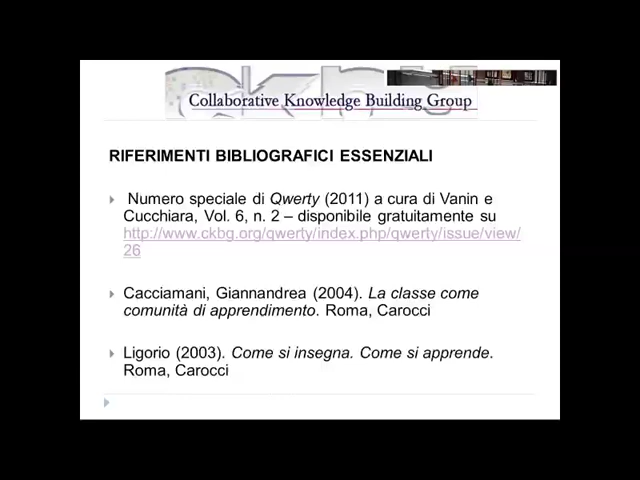 Collaborative Knowledge Building Group
RIFERIMENTI BIBLIOGRAFICI ESSENZIALI
Numero speciale di Qwerty (2011) a cura di Vanin e
Cucchiara, Vol. 6, n. 2 – disponibile gratuitamente su
http://www.ckbg.org/qwerty/index.php/qwerty/issue/view/
26
Cacciamani, Giannandrea (2004). La classe come
comunità di apprendimento. Roma, Carocci
Ligorio (2003). Come si insegna. Come si apprende.
Roma, Carocci